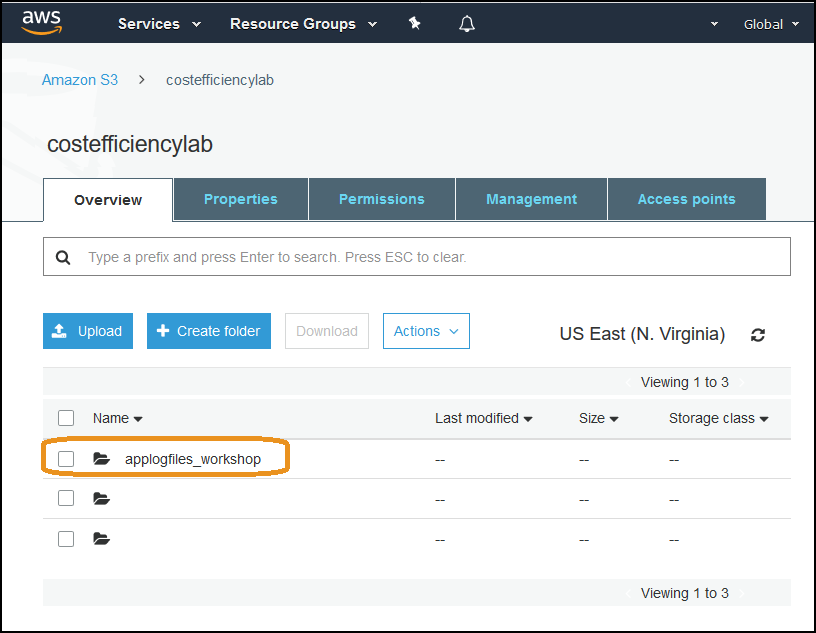 aws Services Resource Groups Global
Amazon S3 > costefficiencylab
costefficiencylab
Overview Properties Permissions Management Access points
Type a prefix and press Enter to search. Press ESC to clear.
Upload + Create folder Download Actions US East (N. Virginia)
Viewing 1 to 3
Name Last modified Size Storage class
applogfiles_workshop -- -- --
-- -- --
-- -- --
Viewing 1 to 3